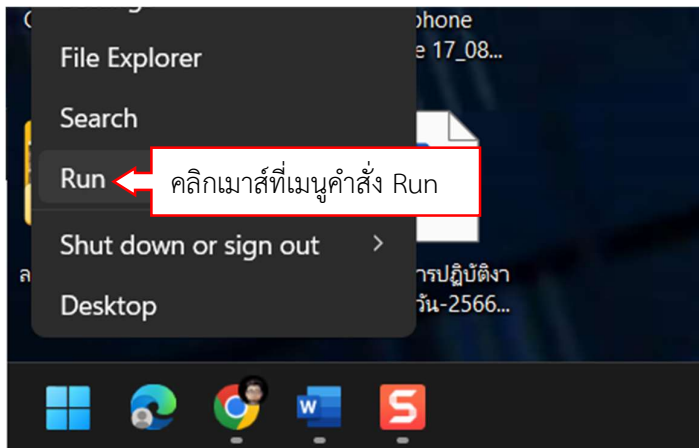 phone
File Explorer
e 17_08...
Search
Run
คลิกเมาส์ที่เมนูคำสั่ง Run
Shut down or sign out
ล
ารปฏิบัติงา
Desktop
วัน-2566...